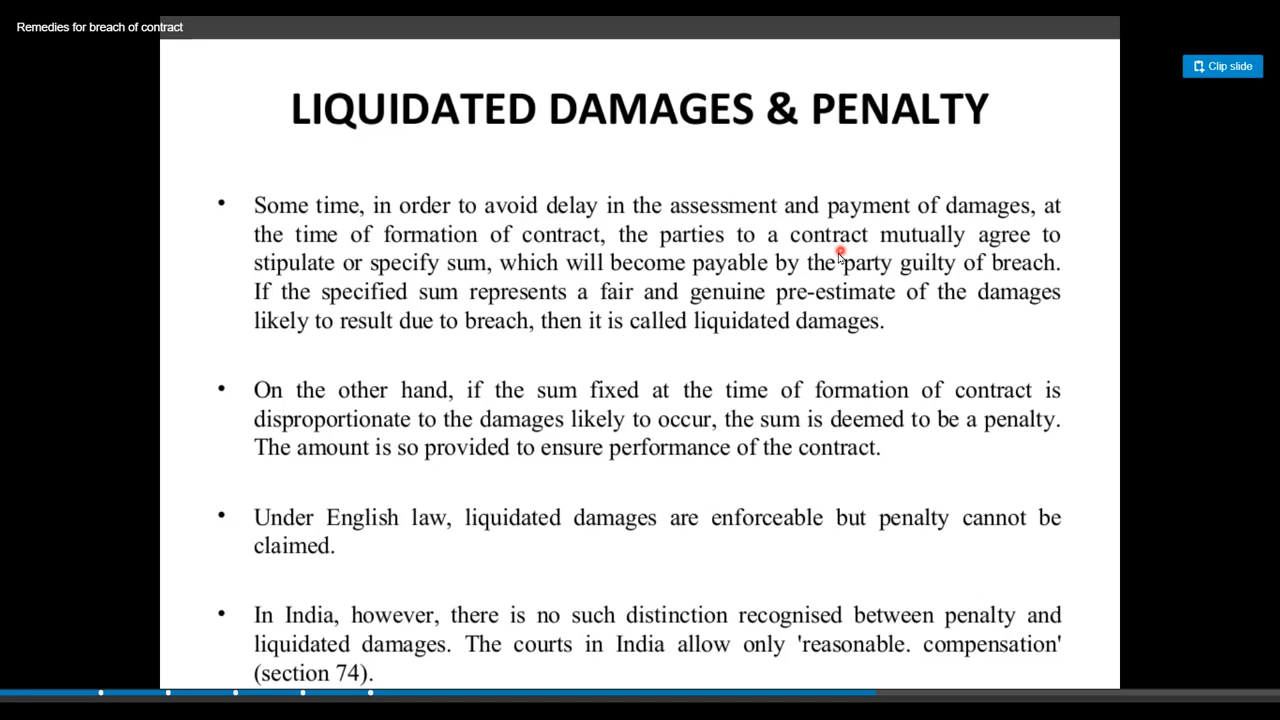 Remedies for breach of contract
Clip slide
LIQUIDATED DAMAGES & PENALTY
• Some time, in order to avoid delay in the assessment and payment of damages, at
the time of formation of contract, the parties to a contract mutually agree to
stipulate or specify sum, which will become payable by the party guilty of breach.
If the specified sum represents a fair and genuine pre-estimate of the damages
likely to result due to breach, then it is called liquidated damages.
• On the other hand, if the sum fixed at the time of formation of contract is
disproportionate to the damages likely to occur, the sum is deemed to be a penalty.
The amount is so provided to ensure performance of the contract.
• Under English law, liquidated damages are enforceable but penalty cannot be
claimed.
• In India, however, there is no such distinction recognised between penalty and
liquidated damages. The courts in India allow only 'reasonable. compensation'
(section 74).